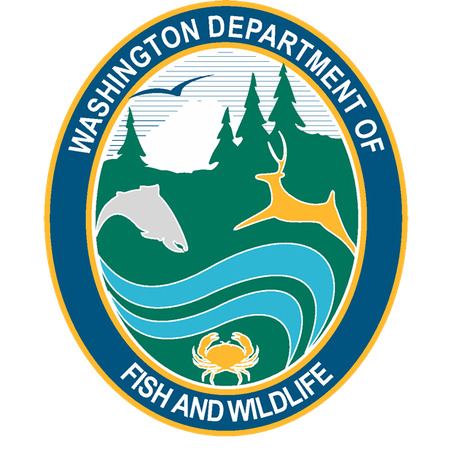 WASHINGTON DEPARTMENT OF
FISH AND WILDLIFE